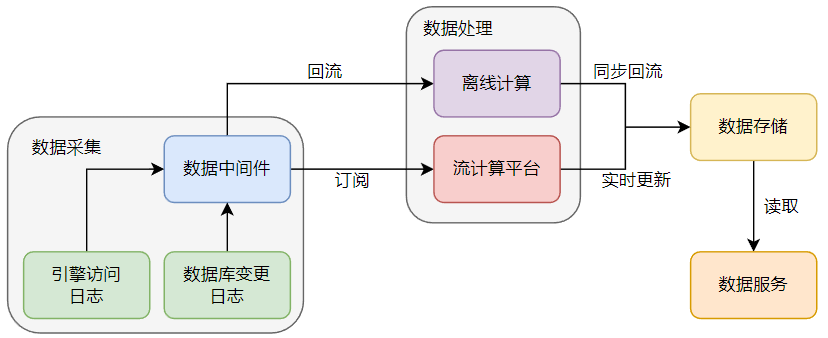 数据处理
回流
离线计算
同步回流
数据采集
数据中间件
订阅
流计算平台
实时更新
数据存储
读取
引擎访问
日志
数据库变更
日志
数据服务